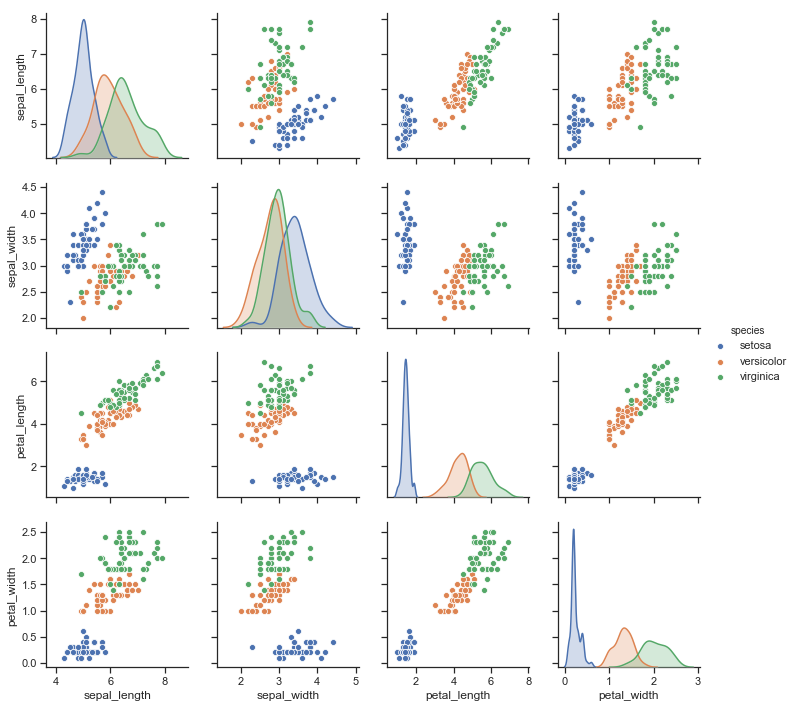 sepal_length
8
7
6
5
sepal_width
4.5
4.0
3.5
3.0
2.5
2.0
species
setosa
versicolor
virginica
petal_length
6
4
2
petal_width
2.5
2.0
1.5
1.0
0.5
0.0
4 6 8
2 3 4 5
2 4 6 8
0 1 2 3
sepal_length sepal_width petal_length petal_width